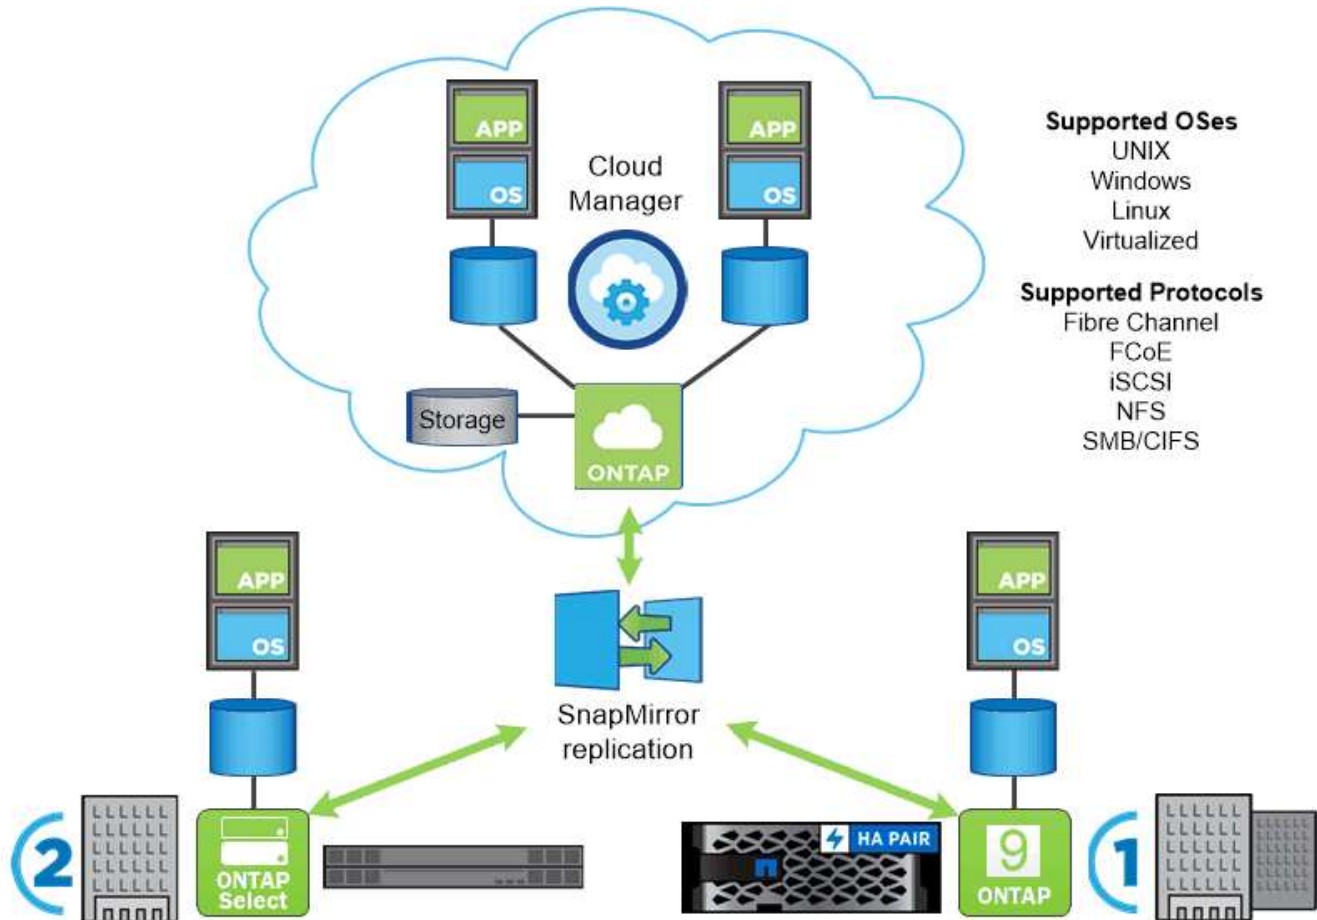 APP
OS
APP
OS
Cloud
Manager
Storage
ONTAP
Supported OSes
UNIX
Windows
Linux
Virtualized
Supported Protocols
Fibre Channel
FCoE
iSCSI
NFS
SMB/CIFS
APP
OS
SnapMirror
replication
APP
OS
2
ONTAP
Select
HA PAIR
9
ONTAP
1